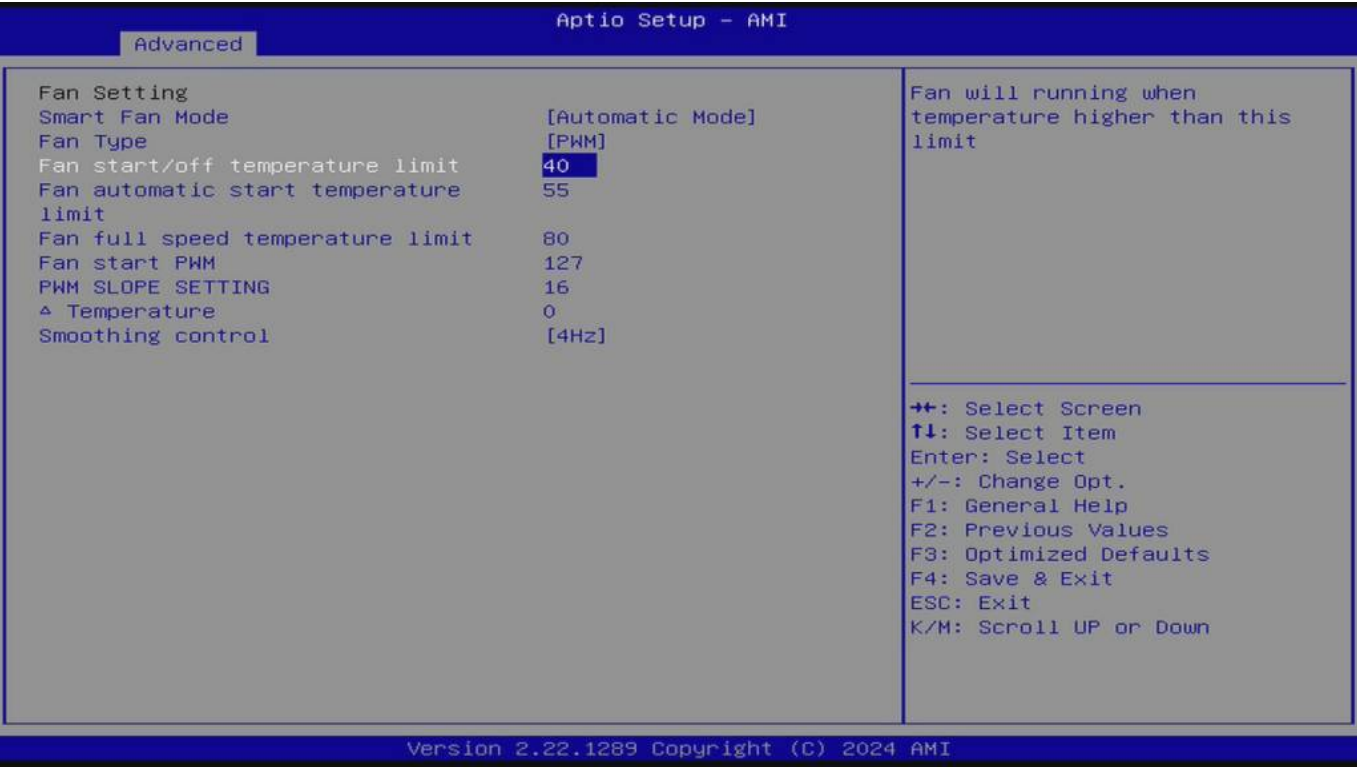 Aptio Setup - AMI
Advanced
Fan Setting
Smart Fan Mode [Automatic Mode]
Fan Type [PWM]
Fan start/off temperature limit 40
Fan automatic start temperature 55
limit
Fan full speed temperature limit 80
Fan start PWM 127
PWM SLOPE SETTING 16
△ Temperature 0
Smoothing control [4Hz]
Fan will running when
temperature higher than this
limit
→←: Select Screen
↑↓: Select Item
Enter: Select
+/-: Change Opt.
F1: General Help
F2: Previous Values
F3: Optimized Defaults
F4: Save & Exit
ESC: Exit
K/M: Scroll UP or Down
Version 2.22.1289 Copyright (C) 2024 AMI